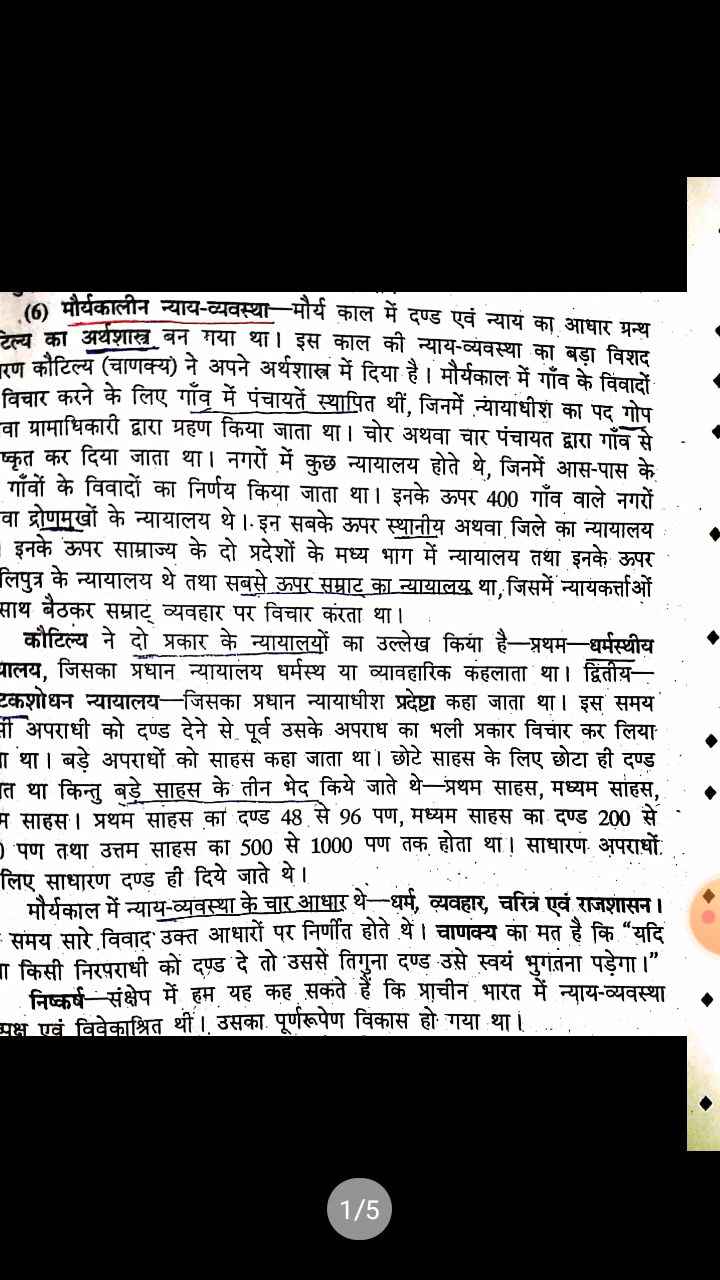 (6) मौर्यकालीन न्याय-व्यवस्था—मौर्य काल में दण्ड एवं न्याय का आधार ग्रन्थ
टिल्य का अर्थशास्त्र बन गया था। इस काल की न्याय-व्यवस्था का बड़ा विशद
रण कौटिल्य (चाणक्य) ने अपने अर्थशास्त्र में दिया है। मौर्यकाल में गाँव के विवादों
विचार करने के लिए गाँव में पंचायतें स्थापित थीं, जिनमें न्यायाधीश का पद गोप
वा ग्रामाधिकारी द्वारा ग्रहण किया जाता था। चोर अथवा चार पंचायत द्वारा गाँव से
ष्कृत कर दिया जाता था। नगरों में कुछ न्यायालय होते थे, जिनमें आस-पास के
गाँवों के विवादों का निर्णय किया जाता था। इनके ऊपर 400 गाँव वाले नगरों
वा द्रोणमुखों के न्यायालय थे। इन सबके ऊपर स्थानीय अथवा जिले का न्यायालय
। इनके ऊपर साम्राज्य के दो प्रदेशों के मध्य भाग में न्यायालय तथा इनके ऊपर
लिपुत्र के न्यायालय थे तथा सबसे ऊपर सम्राट का न्यायालय था, जिसमें न्यायकर्त्ताओं
साथ बैठकर सम्राट् व्यवहार पर विचार करता था।
कौटिल्य ने दो प्रकार के न्यायालयों का उल्लेख किया है—प्रथम—धर्मस्थीय
यालय, जिसका प्रधान न्यायालय धर्मस्थ या व्यावहारिक कहलाता था। द्वितीय—
टकशोधन न्यायालय—जिसका प्रधान न्यायाधीश प्रदेष्टा कहा जाता था। इस समय
सी अपराधी को दण्ड देने से पूर्व उसके अपराध का भली प्रकार विचार कर लिया
ा था। बड़े अपराधों को साहस कहा जाता था। छोटे साहस के लिए छोटा ही दण्ड
त था किन्तु बड़े साहस के तीन भेद किये जाते थे—प्रथम साहस, मध्यम साहस,
म साहस। प्रथम साहस का दण्ड 48 से 96 पण, मध्यम साहस का दण्ड 200 से
0 पण तथा उत्तम साहस का 500 से 1000 पण तक होता था। साधारण अपराधों
लिए साधारण दण्ड ही दिये जाते थे।
मौर्यकाल में न्याय-व्यवस्था के चार आधार थे—धर्म, व्यवहार, चरित्र एवं राजशासन।
समय सारे विवाद उक्त आधारों पर निर्णीत होते थे। चाणक्य का मत है कि “यदि
ा किसी निरपराधी को दण्ड दे तो उससे तिगुना दण्ड उसे स्वयं भुगतना पड़ेगा।”
निष्कर्ष—संक्षेप में हम यह कह सकते हैं कि प्राचीन भारत में न्याय-व्यवस्था
पक्ष एवं विवेकाश्रित थी। उसका पूर्णरूपेण विकास हो गया था।
1/5